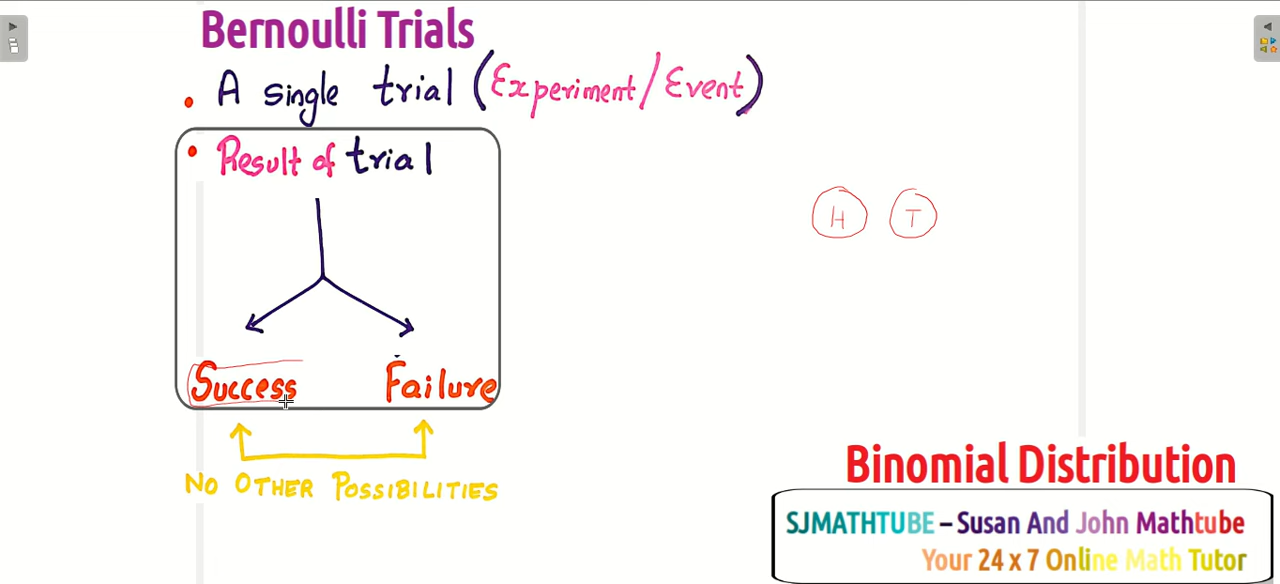 Bernoulli Trials
• A single trial (Experiment/Event)
• Result of trial
H T
Success Failure
NO OTHER POSSIBILITIES
Binomial Distribution
SJMATHTUBE – Susan And John Mathtube
Your 24 x 7 Online Math Tutor